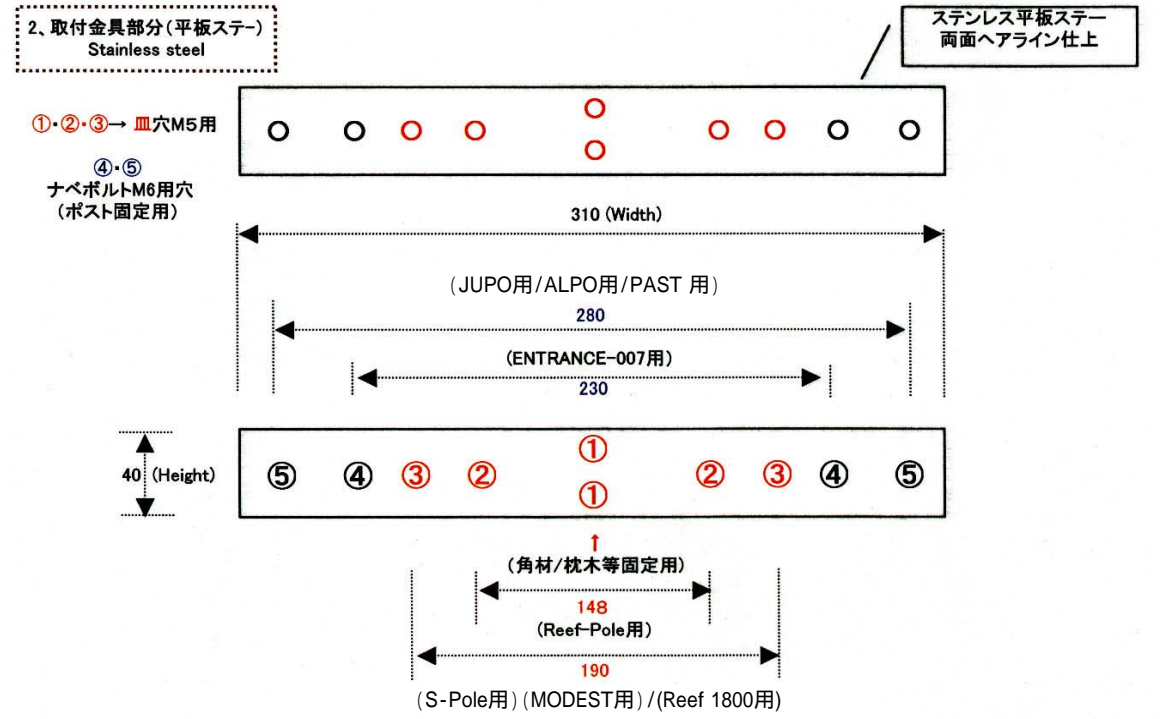 2、取付金具部分(平板ステー)
Stainless steel
ステンレス平板ステー
両面ヘアライン仕上
①・②・③→ 皿穴M5用
④・⑤
ナベボルトM6用穴
(ポスト固定用)
310 (Width)
(JUPO用/ALPO用/PAST 用)
280
(ENTRANCE-007用)
230
40 (Height)
⑤ ④ ③ ② ① ② ③ ④ ⑤
①
↑
(角材/枕木等固定用)
148
(Reef-Pole用)
190
(S-Pole用)(MODEST用)/(Reef 1800用)